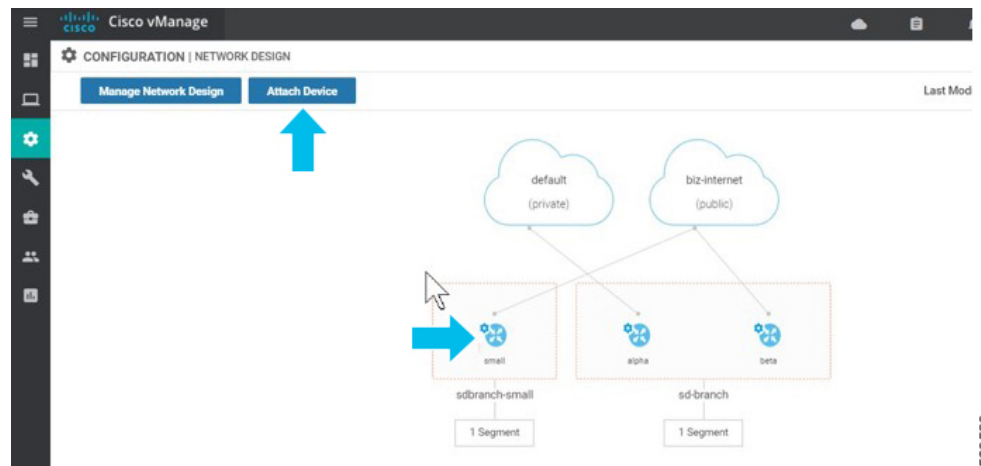 cisco Cisco vManage
CONFIGURATION | NETWORK DESIGN
Manage Network Design Attach Device Last Mod
default
(private)
biz-internet
(public)
small alpha beta
sdbranch-small sd-branch
1 Segment 1 Segment